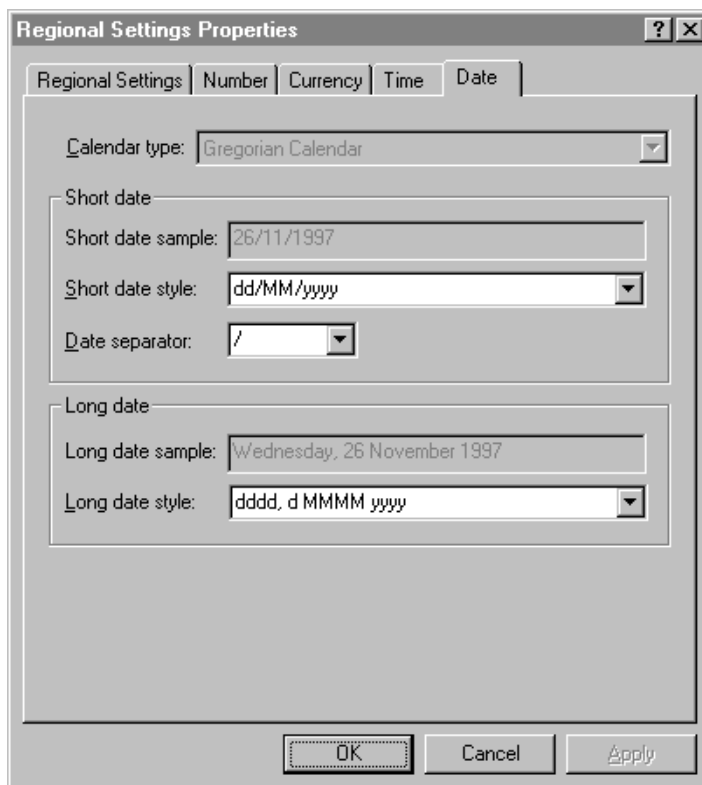 Regional Settings Properties
Regional Settings Number Currency Time Date
Calendar type: Gregorian Calendar
Short date
Short date sample: 26/11/1997
Short date style: dd/MM/yyyy
Date separator: /
Long date
Long date sample: Wednesday, 26 November 1997
Long date style: dddd, d MMMM yyyy
OK Cancel Apply